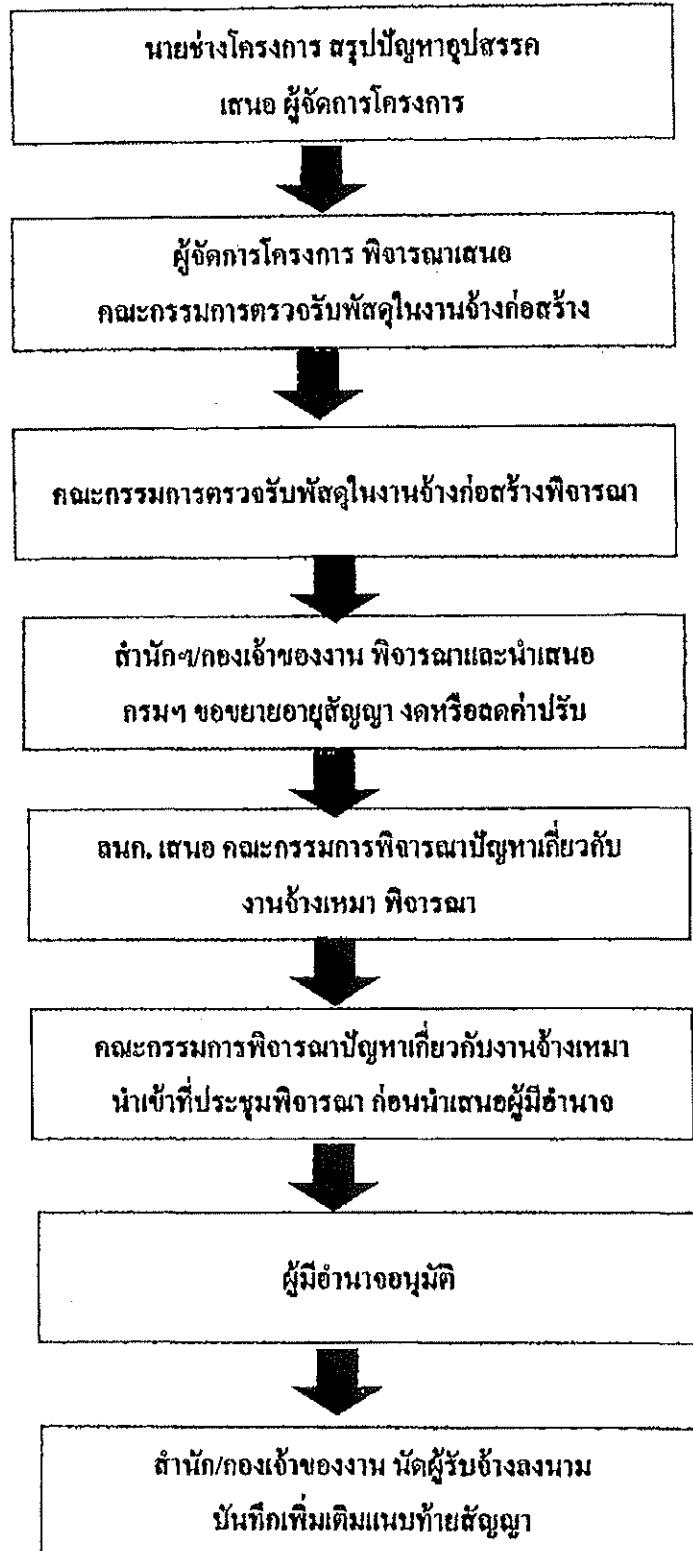 นายช่างโครงการ สรุปปัญหาอุปสรรค
เสนอ ผู้จัดการโครงการ
ผู้จัดการโครงการ พิจารณาเสนอ
คณะกรรมการตรวจรับพัสดุในงานจ้างก่อสร้าง
คณะกรรมการตรวจรับพัสดุในงานจ้างก่อสร้างพิจารณา
สำนักฯ/กองเจ้าของงาน พิจารณาและนำเสนอ
กรมฯ ขอขยายอายุสัญญา งดหรือลดค่าปรับ
ลนก. เสนอ คณะกรรมการพิจารณาปัญหาเกี่ยวกับ
งานจ้างเหมา พิจารณา
คณะกรรมการพิจารณาปัญหาเกี่ยวกับงานจ้างเหมา
นำเข้าที่ประชุมพิจารณา ก่อนนำเสนอผู้มีอำนาจ
ผู้มีอำนาจอนุมัติ
สำนัก/กองเจ้าของงาน นัดผู้รับจ้างลงนาม
บันทึกเพิ่มเติมแนบท้ายสัญญา